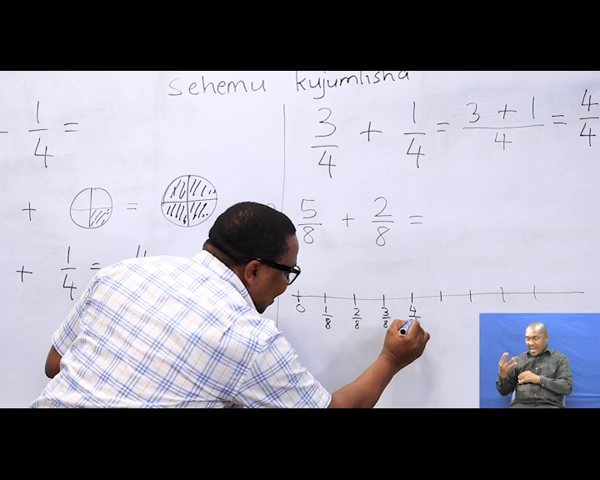 Sehemu kujumlisha
+ 1/4 =
3/4 + 1/4 = 3 + 1/4 = 4/4
+ =
5/8 + 2/8 =
+ 1/4 =
0 1/8 2/8 3/8 4